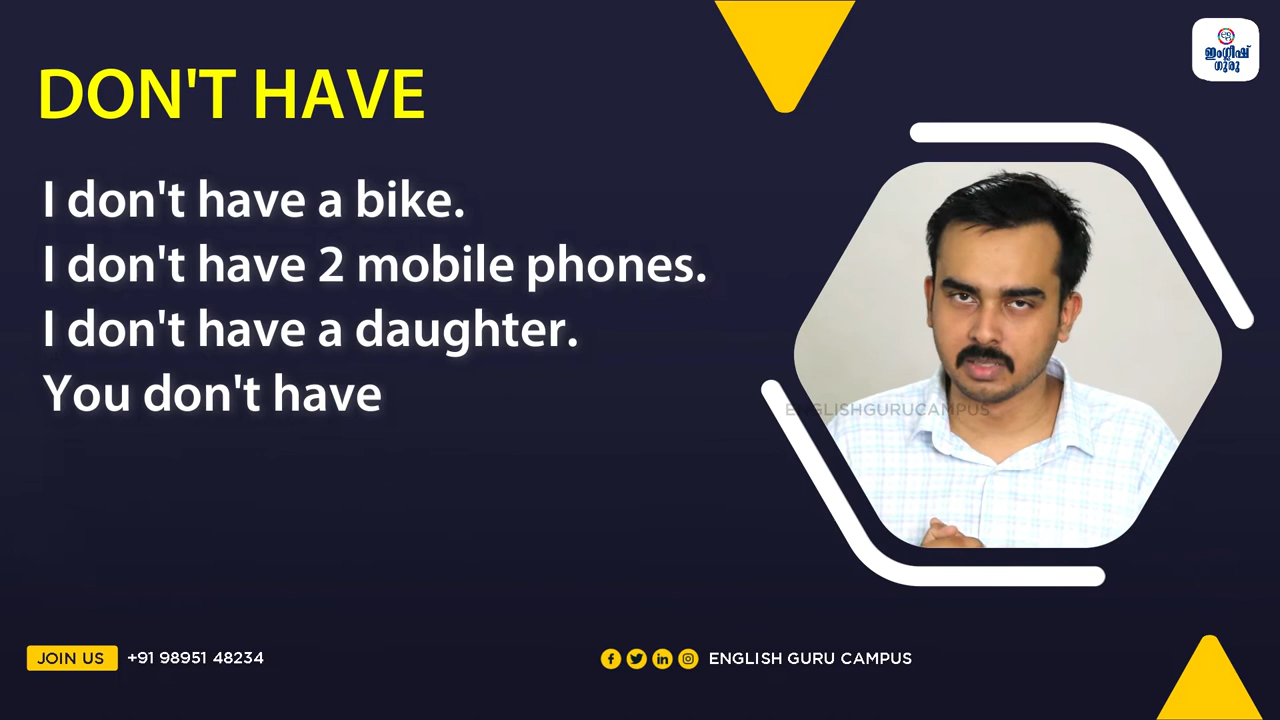 ഇംഗ്ലീഷ്
ഗുരു
DON'T HAVE
I don't have a bike.
I don't have 2 mobile phones.
I don't have a daughter.
You don't have
ENGLISHGURUCAMPUS
JOIN US +91 98951 48234
ENGLISH GURU CAMPUS